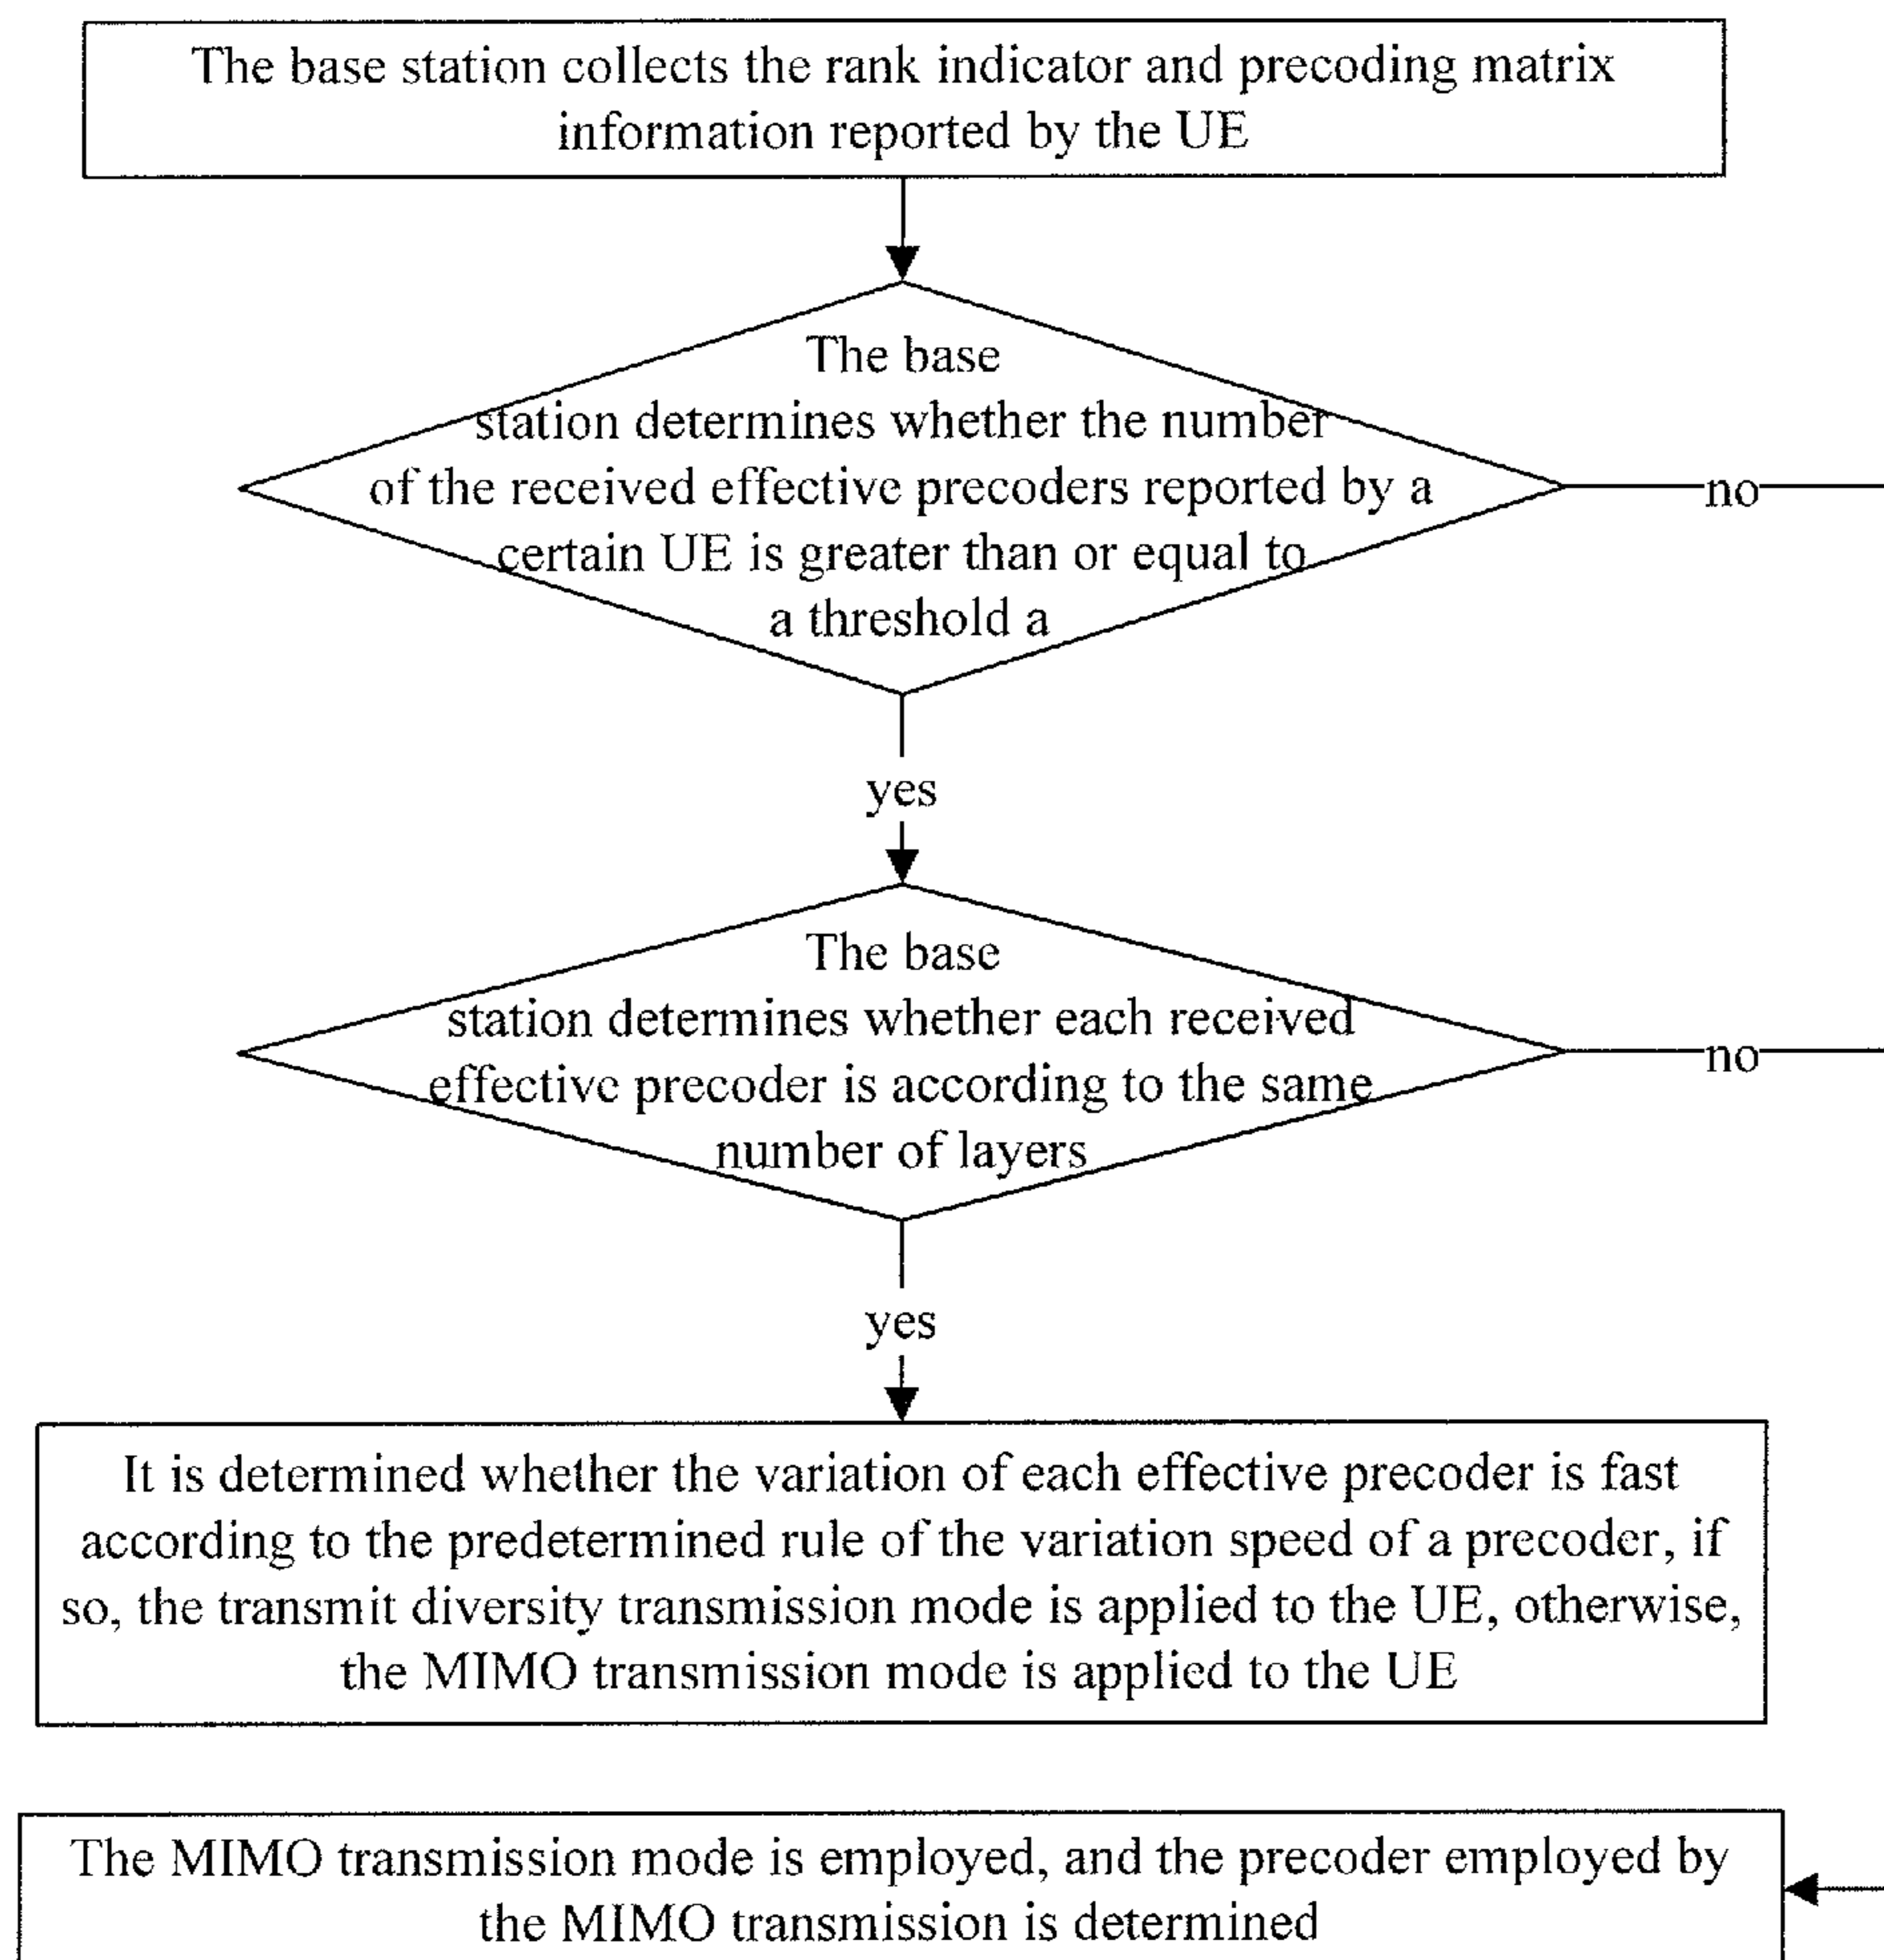 The base station collects the rank indicator and precoding matrix
information reported by the UE
The base
station determines whether the number
of the received effective precoders reported by a
certain UE is greater than or equal to
a threshold a
no
yes
The base
station determines whether each received
effective precoder is according to the same
number of layers
no
yes
It is determined whether the variation of each effective precoder is fast
according to the predetermined rule of the variation speed of a precoder, if
so, the transmit diversity transmission mode is applied to the UE, otherwise,
the MIMO transmission mode is applied to the UE
The MIMO transmission mode is employed, and the precoder employed by
the MIMO transmission is determined